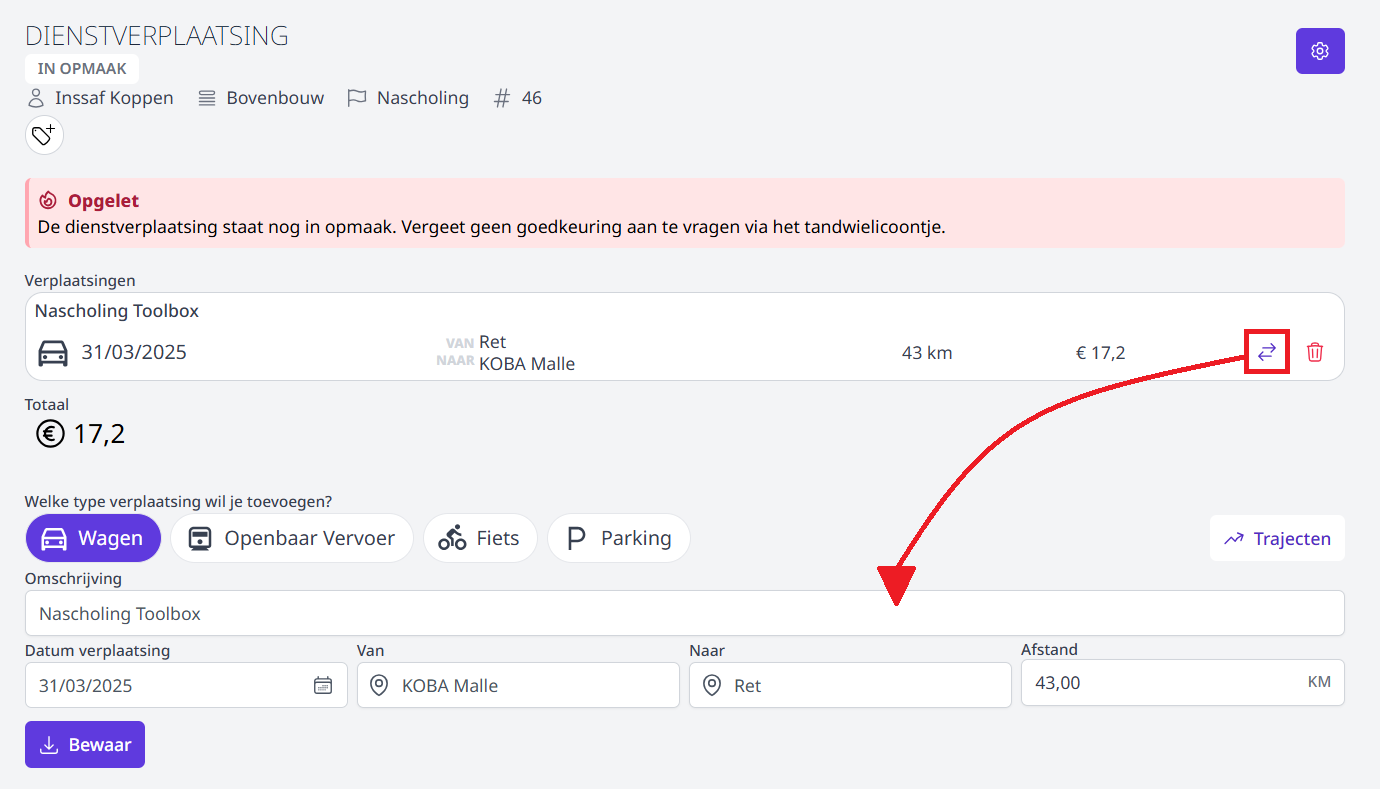 DIENSTVERPLAATSING
IN OPMAAK
Inssaf Koppen Bovenbouw Nascholing # 46
Opgelet
De dienstverplaatsing staat nog in opmaak. Vergeet geen goedkeuring aan te vragen via het tandwielicoontje.
Verplaatsingen
Nascholing Toolbox
31/03/2025 VAN Ret 43 km € 17,2
NAAR KOBA Malle
Totaal
€ 17,2
Welke type verplaatsing wil je toevoegen?
Wagen Openbaar Vervoer Fiets P Parking Trajecten
Omschrijving
Nascholing Toolbox
Datum verplaatsing Van Naar Afstand
31/03/2025 KOBA Malle Ret 43,00 KM
Bewaar